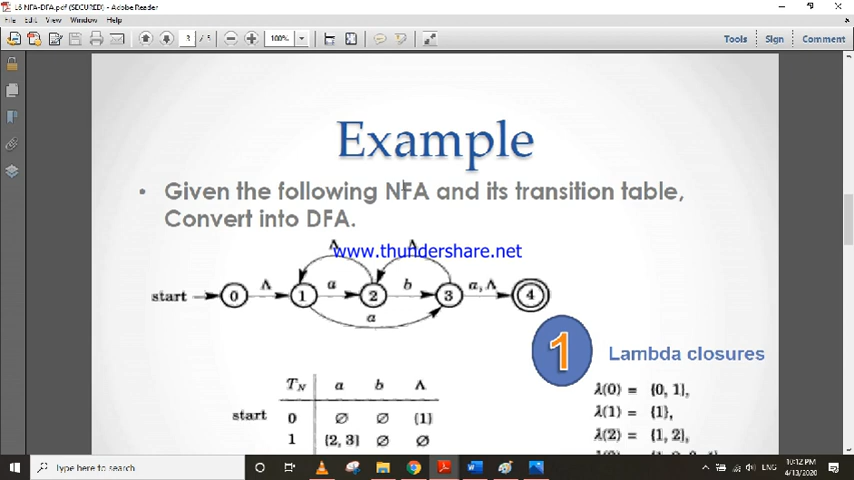 L6 NFA-DFA.pdf (SECURED) - Adobe Reader
File Edit View Window Help
3 / 5 100% Tools Sign Comment
Example
• Given the following NFA and its transition table,
Convert into DFA.
www.thundershare.net
Λ Λ
start 0 Λ 1 a 2 b 3 a, Λ 4
a
1 Lambda closures
T_N a b Λ
start 0 ∅ ∅ {1}
1 {2, 3} ∅ ∅
λ(0) = {0, 1},
λ(1) = {1},
λ(2) = {1, 2},
Type here to search
ENG
10:12 PM
4/13/2020